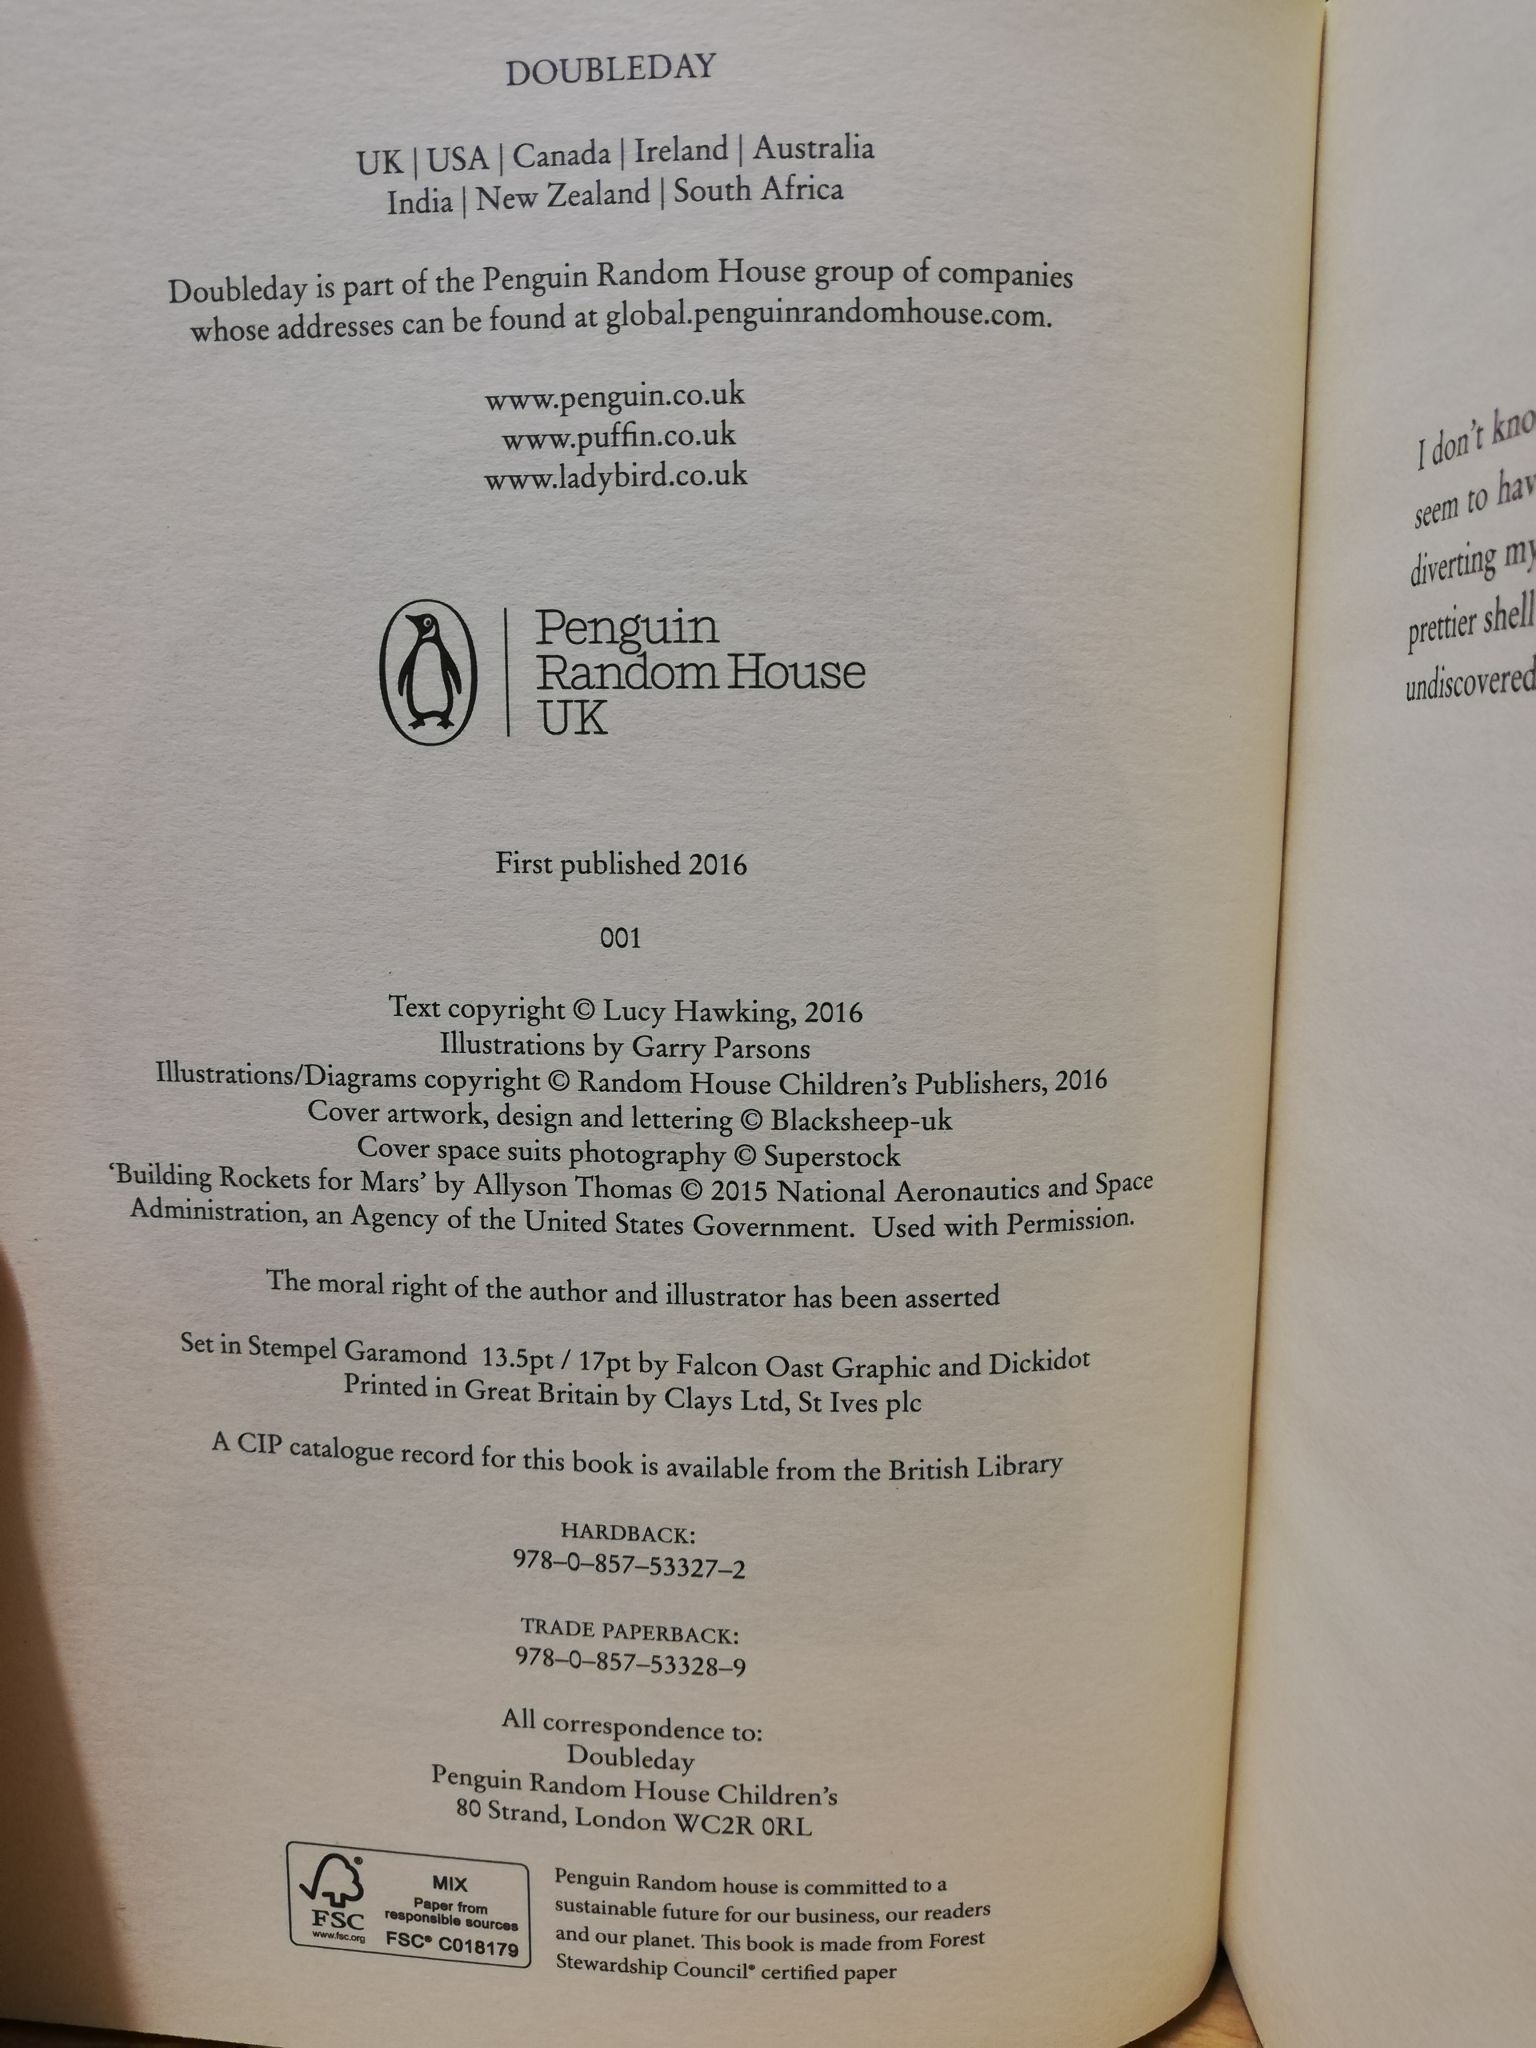 DOUBLEDAY
UK | USA | Canada | Ireland | Australia
India | New Zealand | South Africa
Doubleday is part of the Penguin Random House group of companies
whose addresses can be found at global.penguinrandomhouse.com.
www.penguin.co.uk
www.puffin.co.uk
www.ladybird.co.uk
Penguin
Random House
UK
First published 2016
001
Text copyright © Lucy Hawking, 2016
Illustrations by Garry Parsons
Illustrations/Diagrams copyright © Random House Children's Publishers, 2016
Cover artwork, design and lettering © Blacksheep-uk
Cover space suits photography © Superstock
'Building Rockets for Mars' by Allyson Thomas © 2015 National Aeronautics and Space
Administration, an Agency of the United States Government. Used with Permission.
The moral right of the author and illustrator has been asserted
Set in Stempel Garamond 13.5pt / 17pt by Falcon Oast Graphic and Dickidot
Printed in Great Britain by Clays Ltd, St Ives plc
A CIP catalogue record for this book is available from the British Library
HARDBACK:
978–0–857–53327–2
TRADE PAPERBACK:
978–0–857–53328–9
All correspondence to:
Doubleday
Penguin Random House Children's
80 Strand, London WC2R 0RL
FSC
www.fsc.org
MIX
Paper from
responsible sources
FSC® C018179
Penguin Random house is committed to a
sustainable future for our business, our readers
and our planet. This book is made from Forest
Stewardship Council® certified paper
I don't
seem to
diverting my
prettier shell
undiscovered